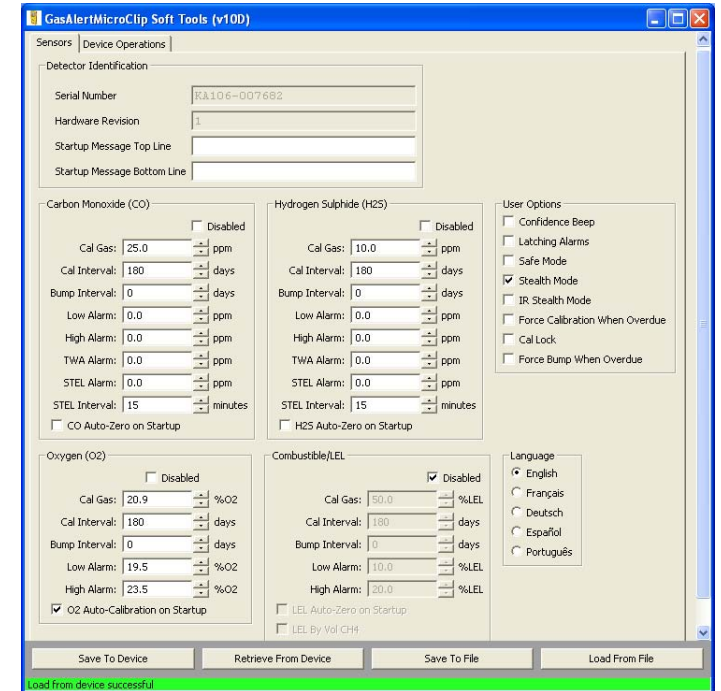 GasAlertMicroClip Soft Tools (v10D)
Sensors Device Operations
Detector Identification
Serial Number KA106-007682
Hardware Revision 1
Startup Message Top Line
Startup Message Bottom Line
Carbon Monoxide (CO)
Disabled
Cal Gas: 25.0 ppm
Cal Interval: 180 days
Bump Interval: 0 days
Low Alarm: 0.0 ppm
High Alarm: 0.0 ppm
TWA Alarm: 0.0 ppm
STEL Alarm: 0.0 ppm
STEL Interval: 15 minutes
CO Auto-Zero on Startup
Hydrogen Sulphide (H2S)
Disabled
Cal Gas: 10.0 ppm
Cal Interval: 180 days
Bump Interval: 0 days
Low Alarm: 0.0 ppm
High Alarm: 0.0 ppm
TWA Alarm: 0.0 ppm
STEL Alarm: 0.0 ppm
STEL Interval: 15 minutes
H2S Auto-Zero on Startup
User Options
Confidence Beep
Latching Alarms
Safe Mode
Stealth Mode
IR Stealth Mode
Force Calibration When Overdue
Cal Lock
Force Bump When Overdue
Oxygen (O2)
Disabled
Cal Gas: 20.9 %O2
Cal Interval: 180 days
Bump Interval: 0 days
Low Alarm: 19.5 %O2
High Alarm: 23.5 %O2
O2 Auto-Calibration on Startup
Combustible/LEL
Disabled
Cal Gas: 50.0 %LEL
Cal Interval: 180 days
Bump Interval: 0 days
Low Alarm: 10.0 %LEL
High Alarm: 20.0 %LEL
LEL Auto-Zero on Startup
LEL By Vol CH4
Language
English
Français
Deutsch
Español
Português
Save To Device Retrieve From Device Save To File Load From File
Load from device successful